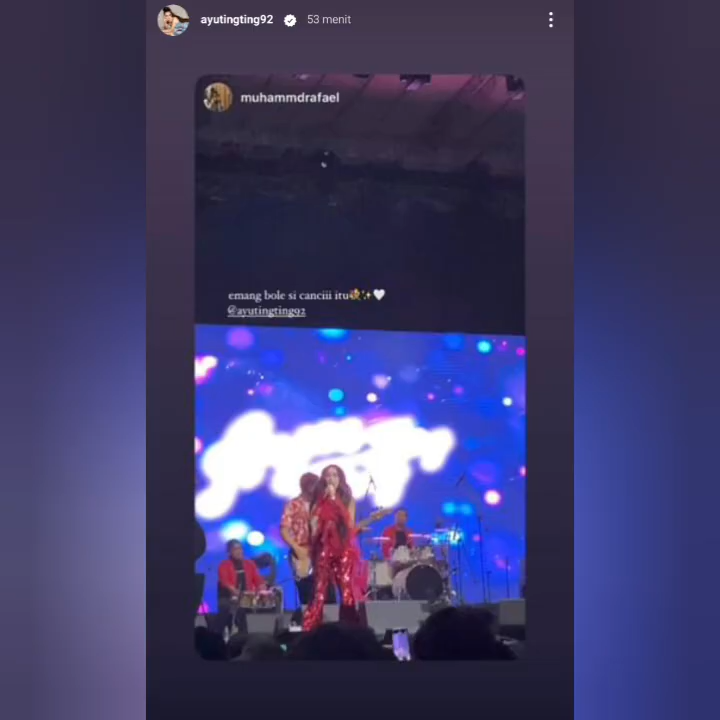 ayutingting92 53 menit
muhammdrafael
emang bole si canciii itu💐✨🤍
@ayutingting92